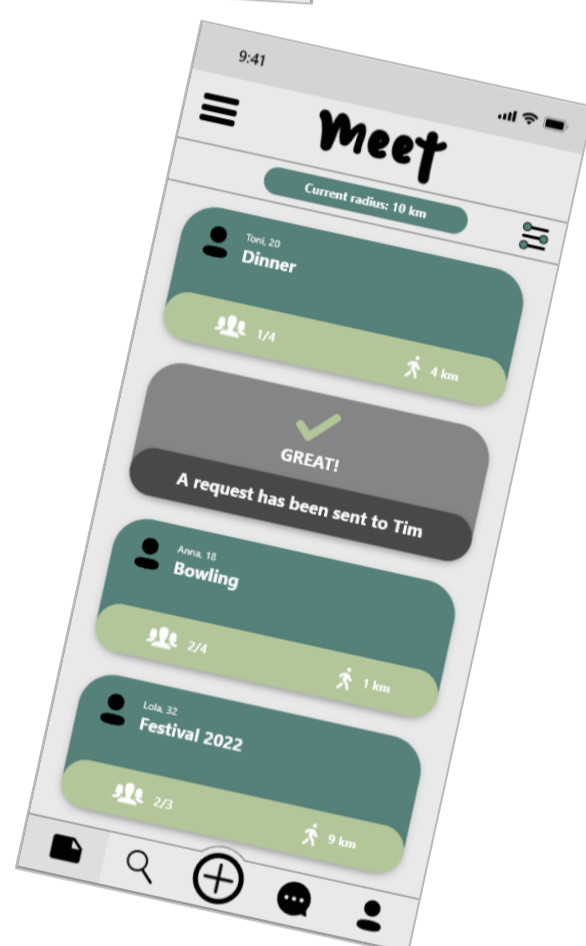 9:41
meet
Current radius: 10 km
Toni, 20
Dinner
1/4
4 km
GREAT!
A request has been sent to Tim
Anna, 18
Bowling
2/4
1 km
Lola, 32
Festival 2022
2/3
9 km